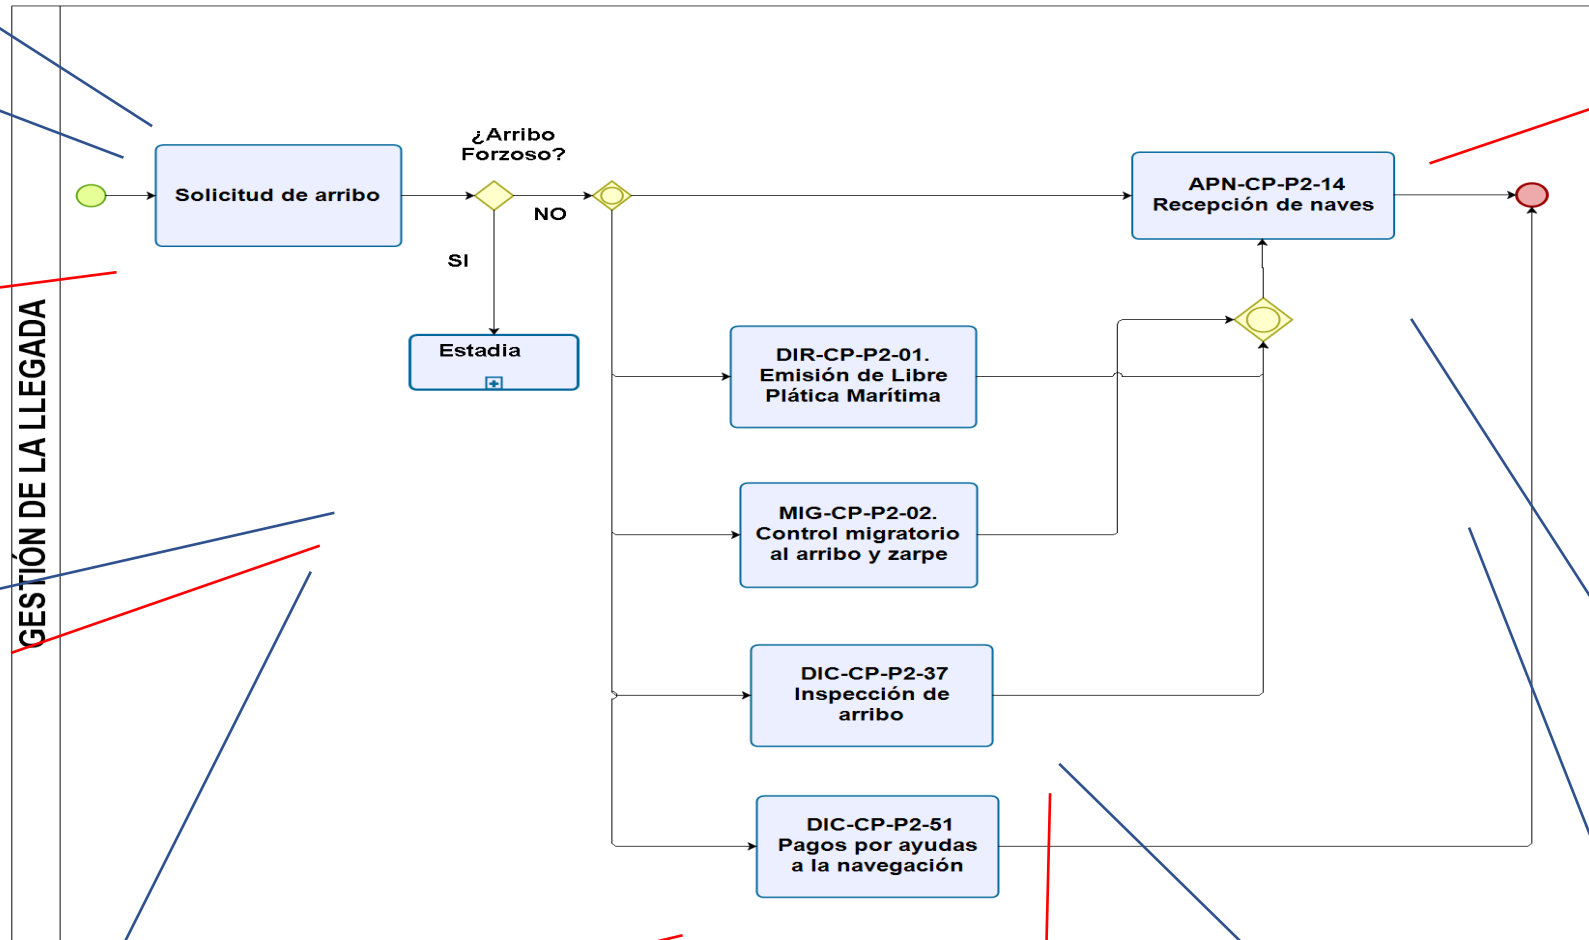 GESTIÓN DE LA LLEGADA
Solicitud de arribo
¿Arribo
Forzoso?
NO
SI
Estadia
APN-CP-P2-14
Recepción de naves
DIR-CP-P2-01.
Emisión de Libre
Plática Marítima
MIG-CP-P2-02.
Control migratorio
al arribo y zarpe
DIC-CP-P2-37
Inspección de
arribo
DIC-CP-P2-51
Pagos por ayudas
a la navegación